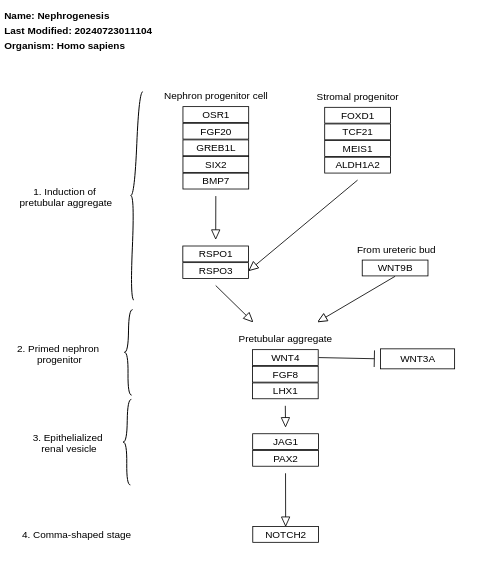 Name: Nephrogenesis
Last Modified: 20240723011104
Organism: Homo sapiens
Nephron progenitor cell
OSR1
FGF20
GREB1L
SIX2
BMP7
Stromal progenitor
FOXD1
TCF21
MEIS1
ALDH1A2
1. Induction of
pretubular aggregate
RSPO1
RSPO3
From ureteric bud
WNT9B
2. Primed nephron
progenitor
Pretubular aggregate
WNT4
FGF8
LHX1
WNT3A
3. Epithelialized
renal vesicle
JAG1
PAX2
4. Comma-shaped stage
NOTCH2